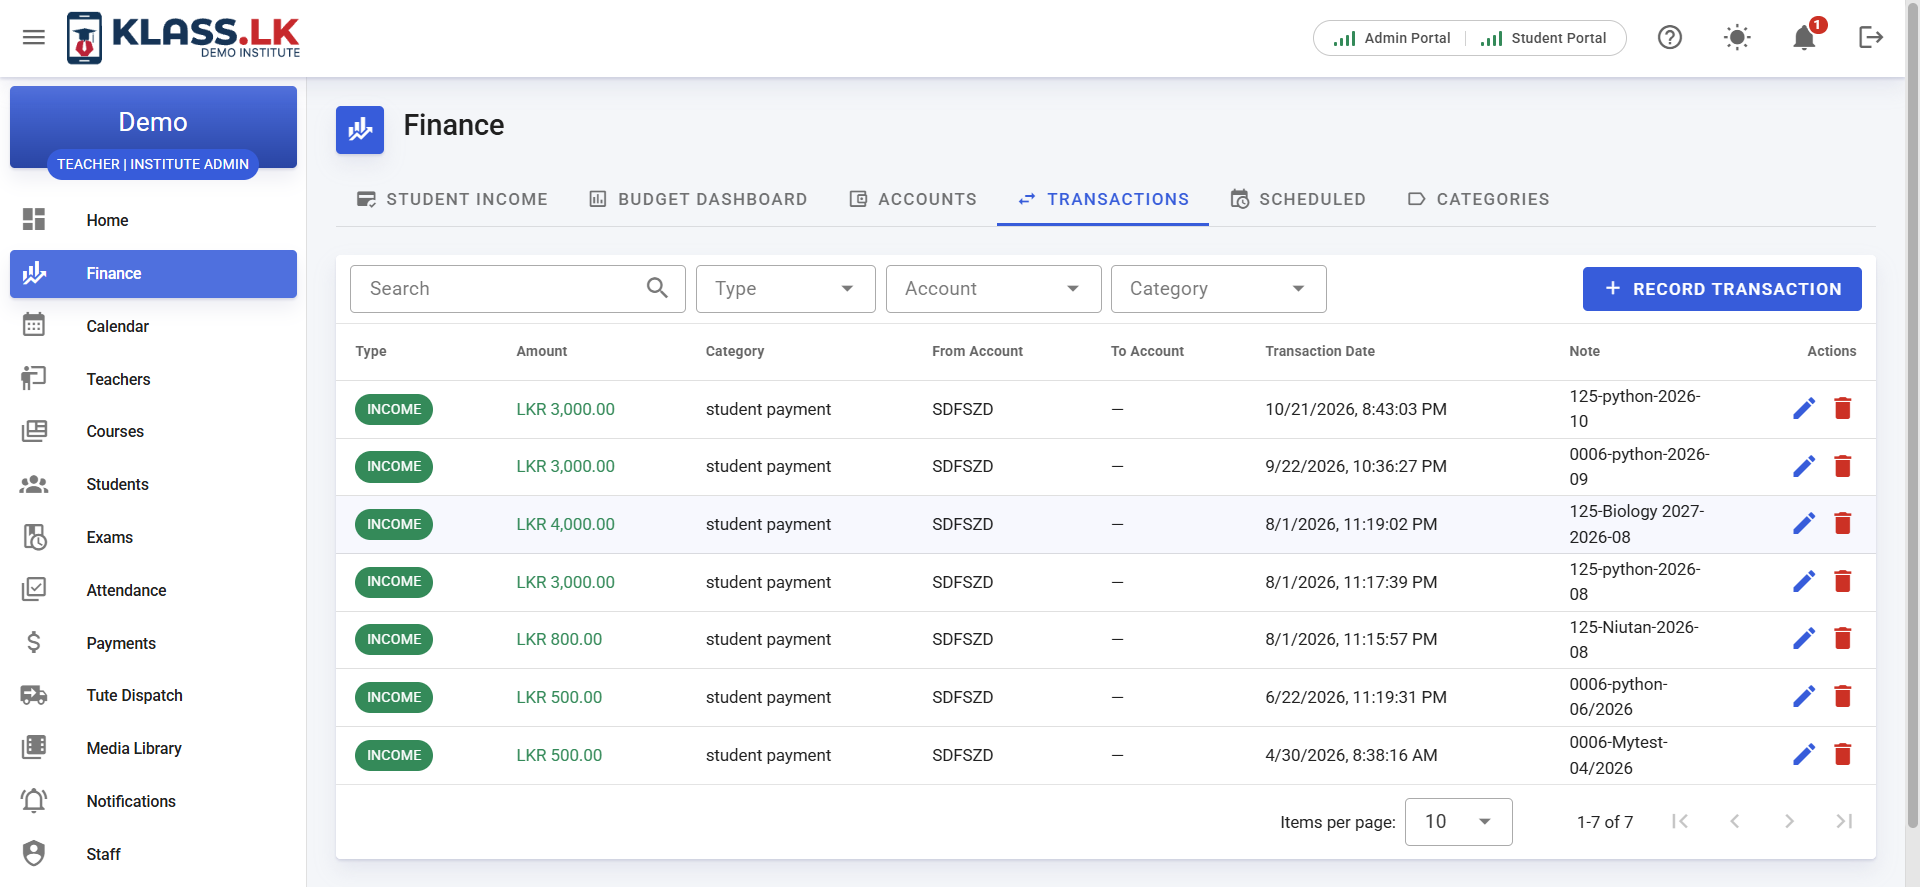 KLASS.LK
DEMO INSTITUTE
Admin Portal
Student Portal
1
Demo
TEACHER | INSTITUTE ADMIN
Home
Finance
Calendar
Teachers
Courses
Students
Exams
Attendance
Payments
Tute Dispatch
Media Library
Notifications
Staff
Finance
STUDENT INCOME
BUDGET DASHBOARD
ACCOUNTS
TRANSACTIONS
SCHEDULED
CATEGORIES
Search
Type
Account
Category
+ RECORD TRANSACTION
Type Amount Category From Account To Account Transaction Date Note Actions
INCOME LKR 3,000.00 student payment SDFSZD — 10/21/2026, 8:43:03 PM 125-python-2026-
10
INCOME LKR 3,000.00 student payment SDFSZD — 9/22/2026, 10:36:27 PM 0006-python-2026-
09
INCOME LKR 4,000.00 student payment SDFSZD — 8/1/2026, 11:19:02 PM 125-Biology 2027-
2026-08
INCOME LKR 3,000.00 student payment SDFSZD — 8/1/2026, 11:17:39 PM 125-python-2026-
08
INCOME LKR 800.00 student payment SDFSZD — 8/1/2026, 11:15:57 PM 125-Niutan-2026-
08
INCOME LKR 500.00 student payment SDFSZD — 6/22/2026, 11:19:31 PM 0006-python-
06/2026
INCOME LKR 500.00 student payment SDFSZD — 4/30/2026, 8:38:16 AM 0006-Mytest-
04/2026
Items per page: 10 1-7 of 7